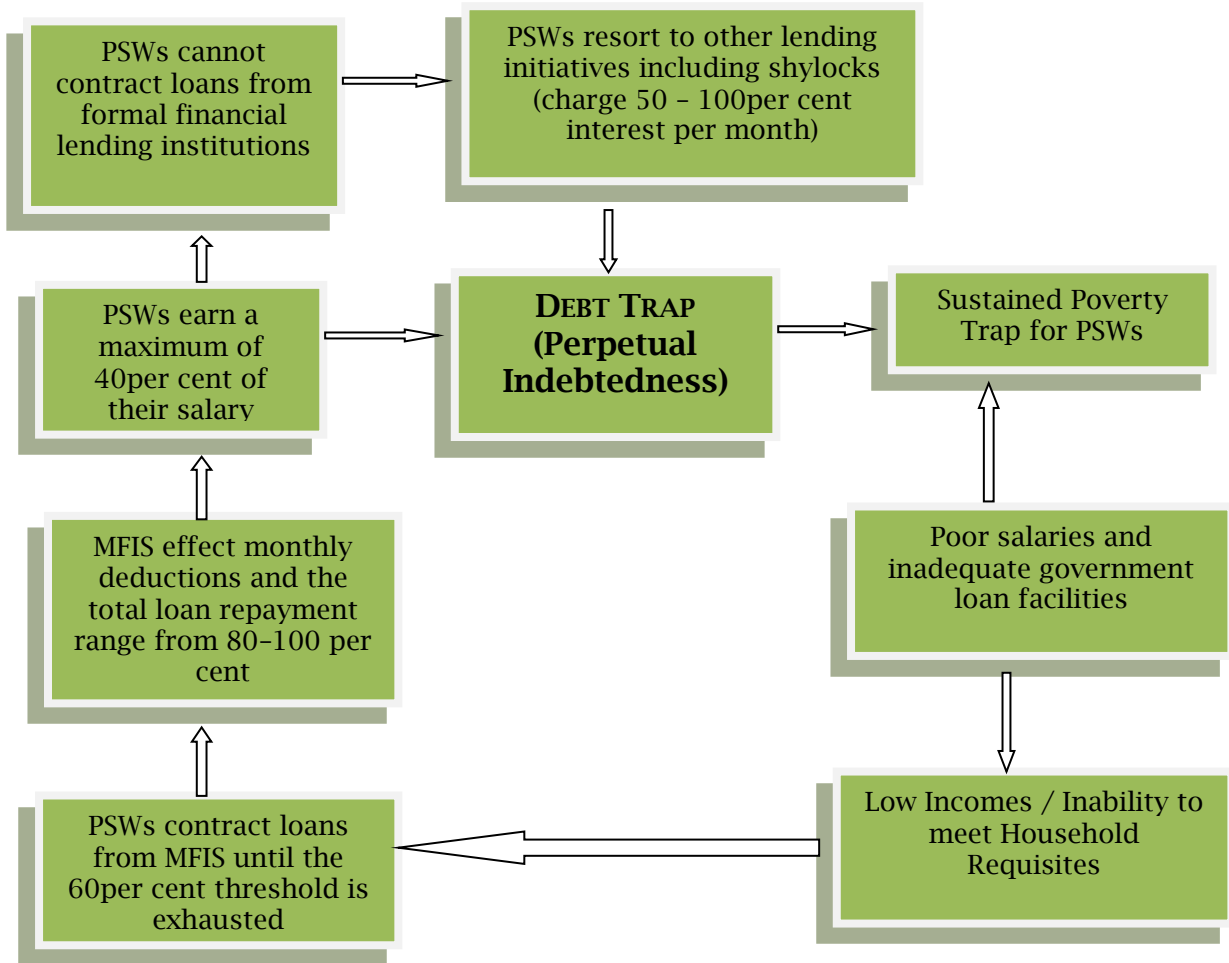 PSWs cannot
contract loans from
formal financial
lending institutions
PSWs resort to other lending
initiatives including shylocks
(charge 50 – 100per cent
interest per month)
PSWs earn a
maximum of
40per cent of
their salary
DEBT TRAP
(Perpetual
Indebtedness)
Sustained Poverty
Trap for PSWs
MFIS effect monthly
deductions and the
total loan repayment
range from 80–100 per
cent
Poor salaries and
inadequate government
loan facilities
PSWs contract loans
from MFIS until the
60per cent threshold is
exhausted
Low Incomes / Inability to
meet Household
Requisites